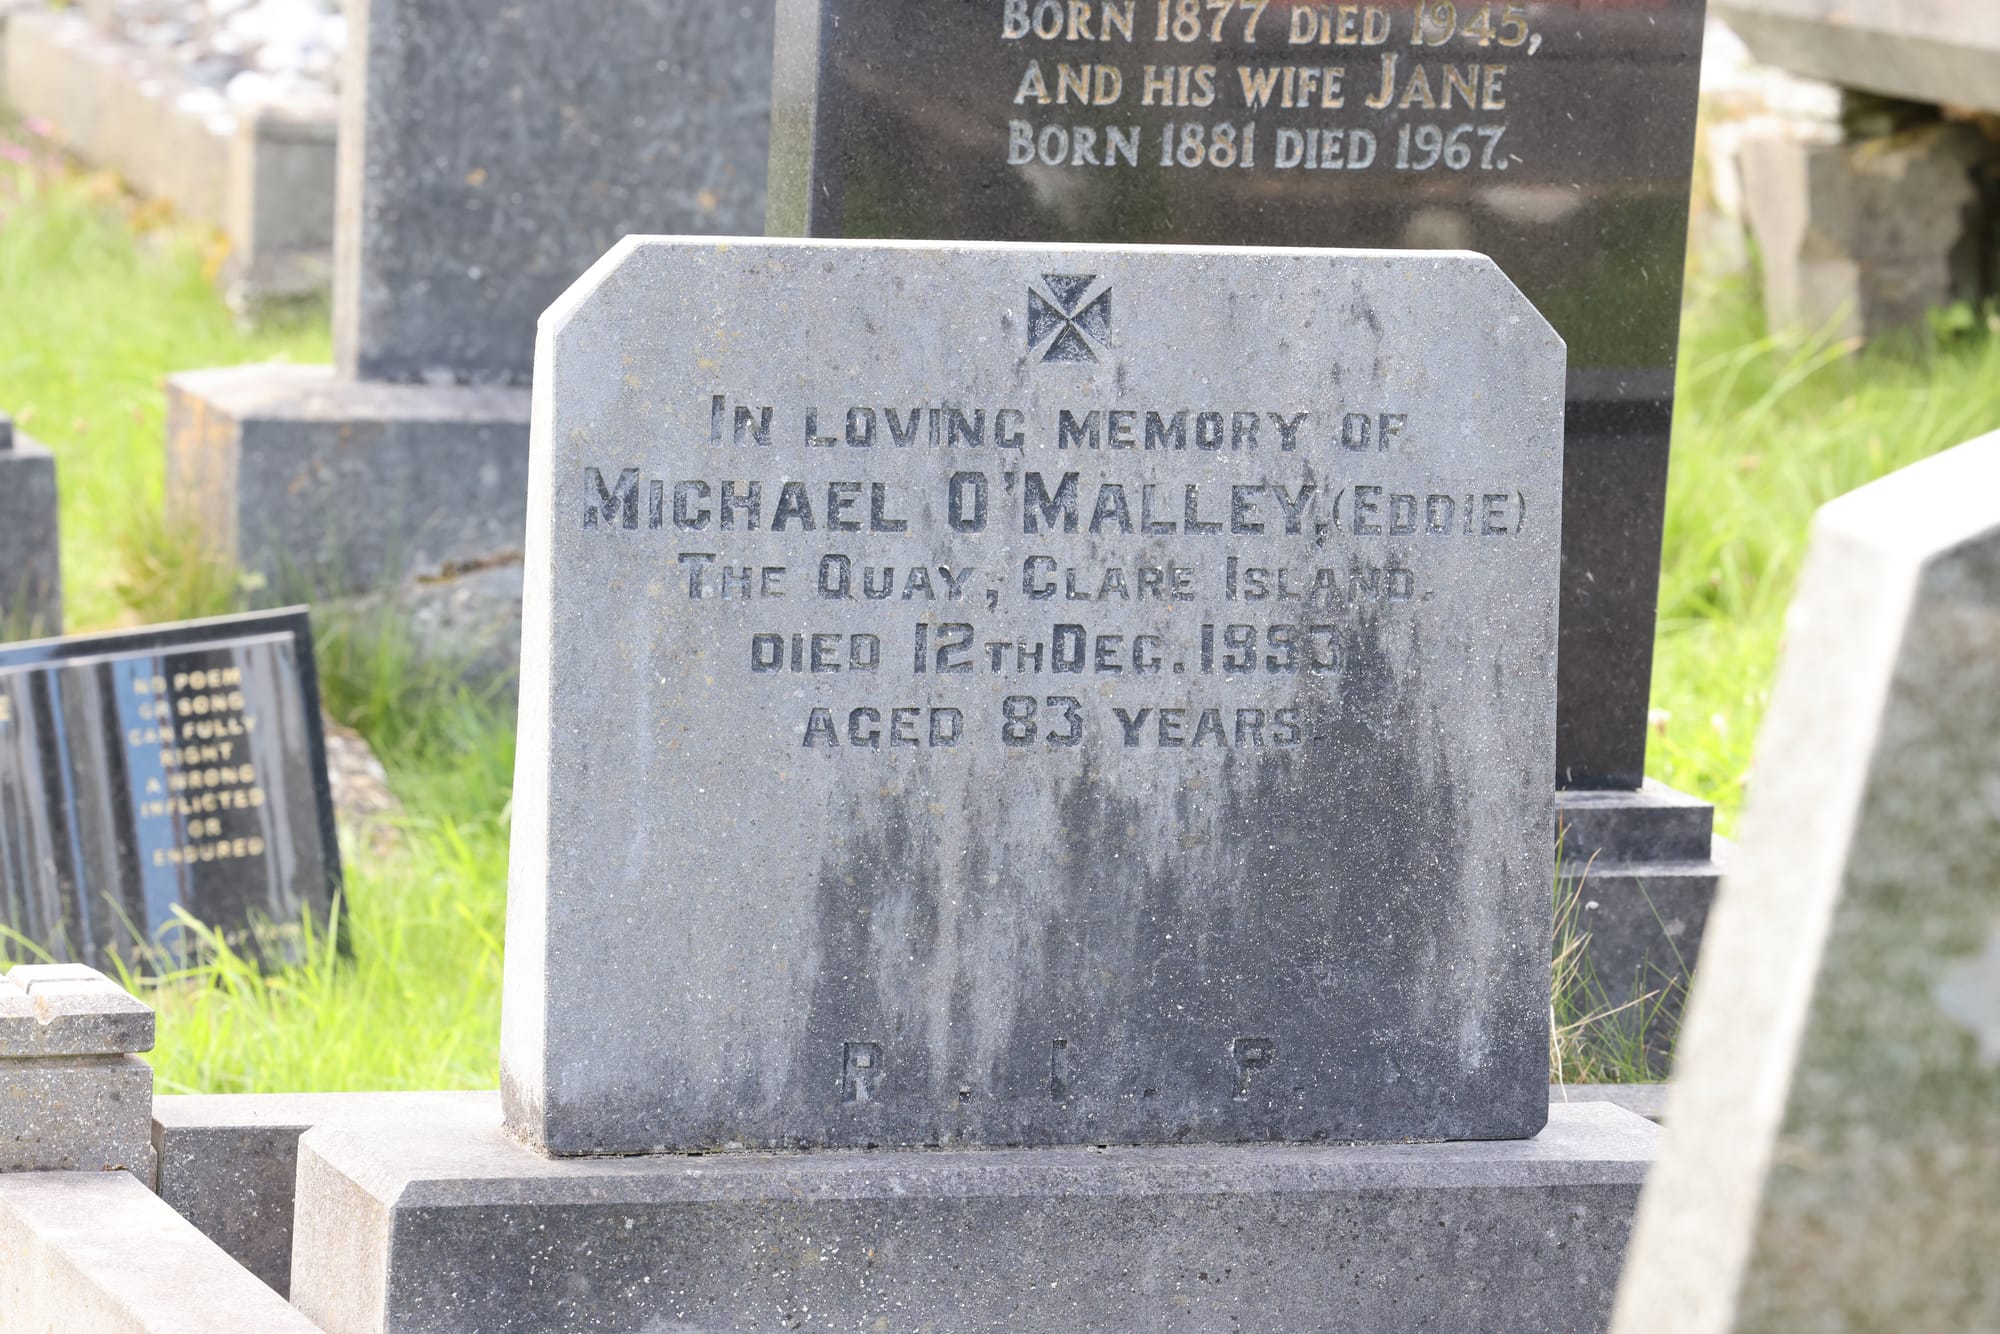 BORN 1877 DIED 1945,
AND HIS WIFE JANE
BORN 1881 DIED 1967.
IN LOVING MEMORY OF
MICHAEL O'MALLEY, (EDDIE)
THE QUAY, CLARE ISLAND.
DIED 12TH DEC. 1993
AGED 83 YEARS.
R. I. P.
NO POEM
OR SONG
CAN FULLY
RIGHT
A WRONG
INFLICTED
OR
ENDURED